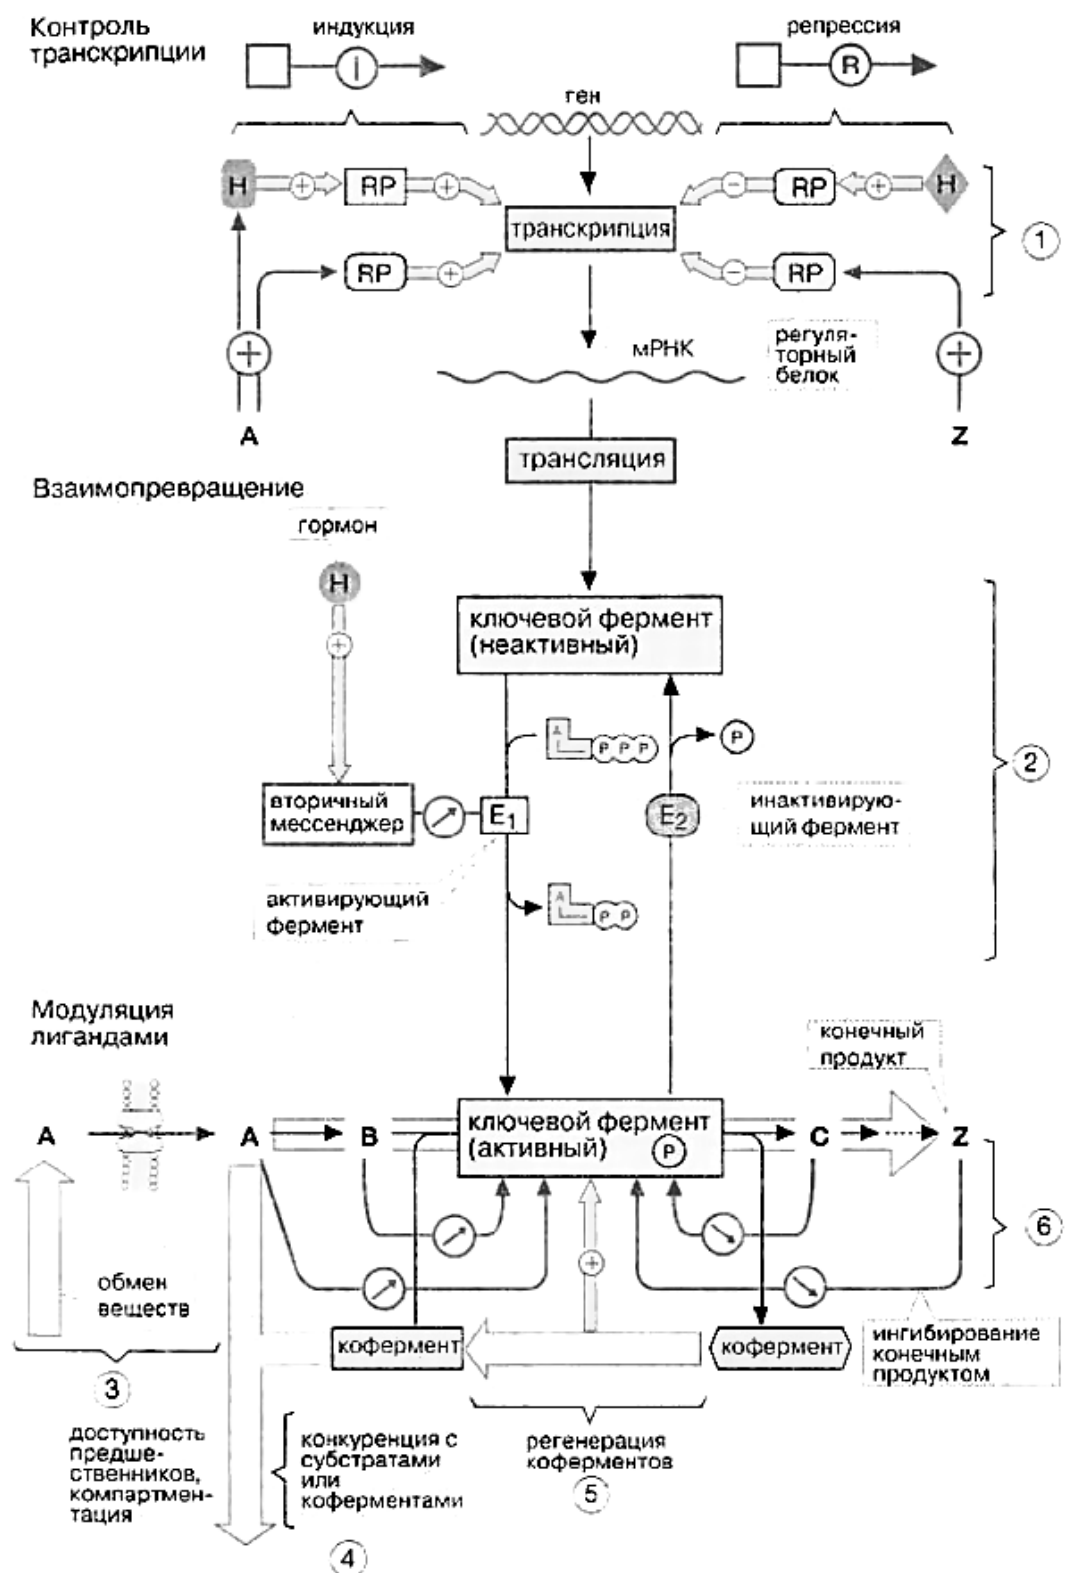 Контроль
транскрипции
индукция
I
репрессия
R
ген
H
+
RP
+
−
RP
+
H
транскрипция
1
RP
+
−
RP
+
мРНК
регуля-
торный
белок
+
A
Z
трансляция
Взаимопревращение
гормон
H
+
ключевой фермент
(неактивный)
A
P P P
P
2
вторичный
мессенджер
E1
E2
инактивирую-
щий фермент
активирующий
фермент
A
P P
Модуляция
лигандами
конечный
продукт
A
A
B
ключевой фермент
(активный)
P
C
Z
6
+
обмен
веществ
кофермент
кофермент
ингибирование
конечным
продуктом
3
доступность
предше-
ственников,
компартмен-
тация
конкуренция с
субстратами
или
коферментами
4
регенерация
коферментов
5